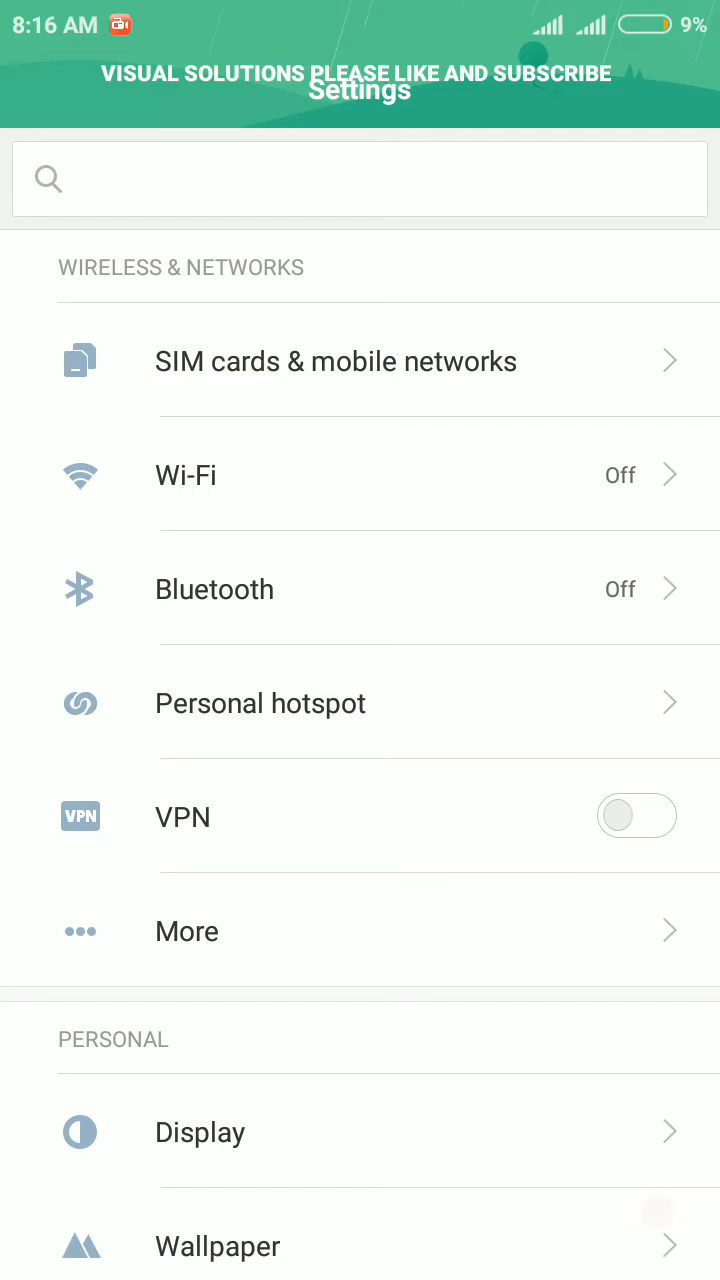 8:16 AM 9%
VISUAL SOLUTIONS PLEASE LIKE AND SUBSCRIBE
Settings
WIRELESS & NETWORKS
SIM cards & mobile networks
Wi-Fi Off
Bluetooth Off
Personal hotspot
VPN VPN
More
PERSONAL
Display
Wallpaper